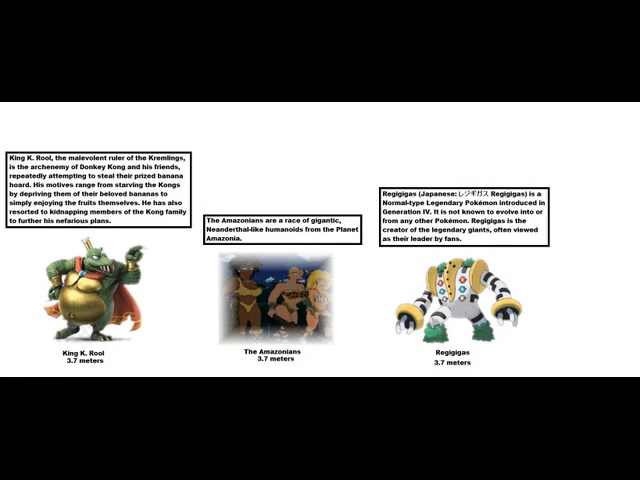 King K. Rool, the malevolent ruler of the Kremlings,
is the archenemy of Donkey Kong and his friends,
repeatedly attempting to steal their prized banana
hoard. His motives range from starving the Kongs
by depriving them of their beloved bananas to
simply enjoying the fruits themselves. He has also
resorted to kidnapping members of the Kong family
to further his nefarious plans.
King K. Rool
3.7 meters
The Amazonians are a race of gigantic,
Neanderthal-like humanoids from the Planet
Amazonia.
The Amazonians
3.7 meters
Regigigas (Japanese: レジギガス Regigigas) is a
Normal-type Legendary Pokémon introduced in
Generation IV. It is not known to evolve into or
from any other Pokémon. Regigigas is the
creator of the legendary giants, often viewed
as their leader by fans.
Regigigas
3.7 meters